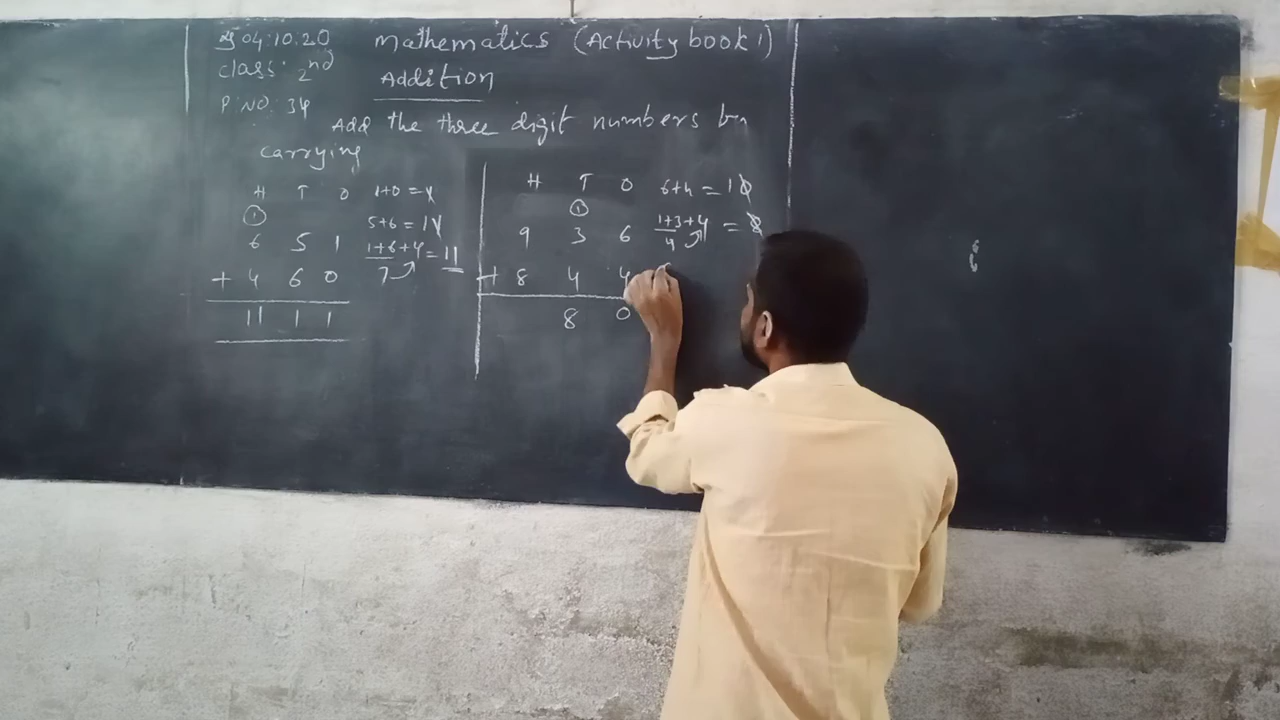 04.10.20 Mathematics (Activity book 1)
Class: 2nd Addition
P. No: 34
Add the three digit numbers by
carrying
H T O 1+0 = 1
1 5+6 = 11
6 5 1 1+6+4 = 11
+ 4 6 0 7
11 1 1
H T O 6+4 = 10
1 1+3+4 = 8
9 3 6 4
+ 8 4 4
8 0